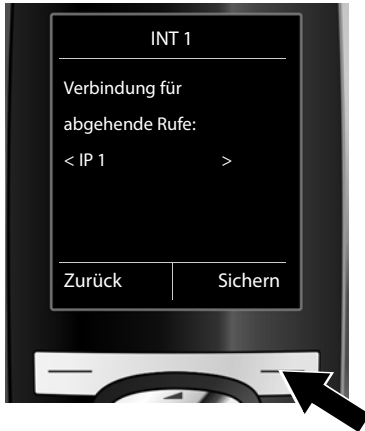 INT 1
Verbindung für
abgehende Rufe:
< IP 1 >
Zurück Sichern